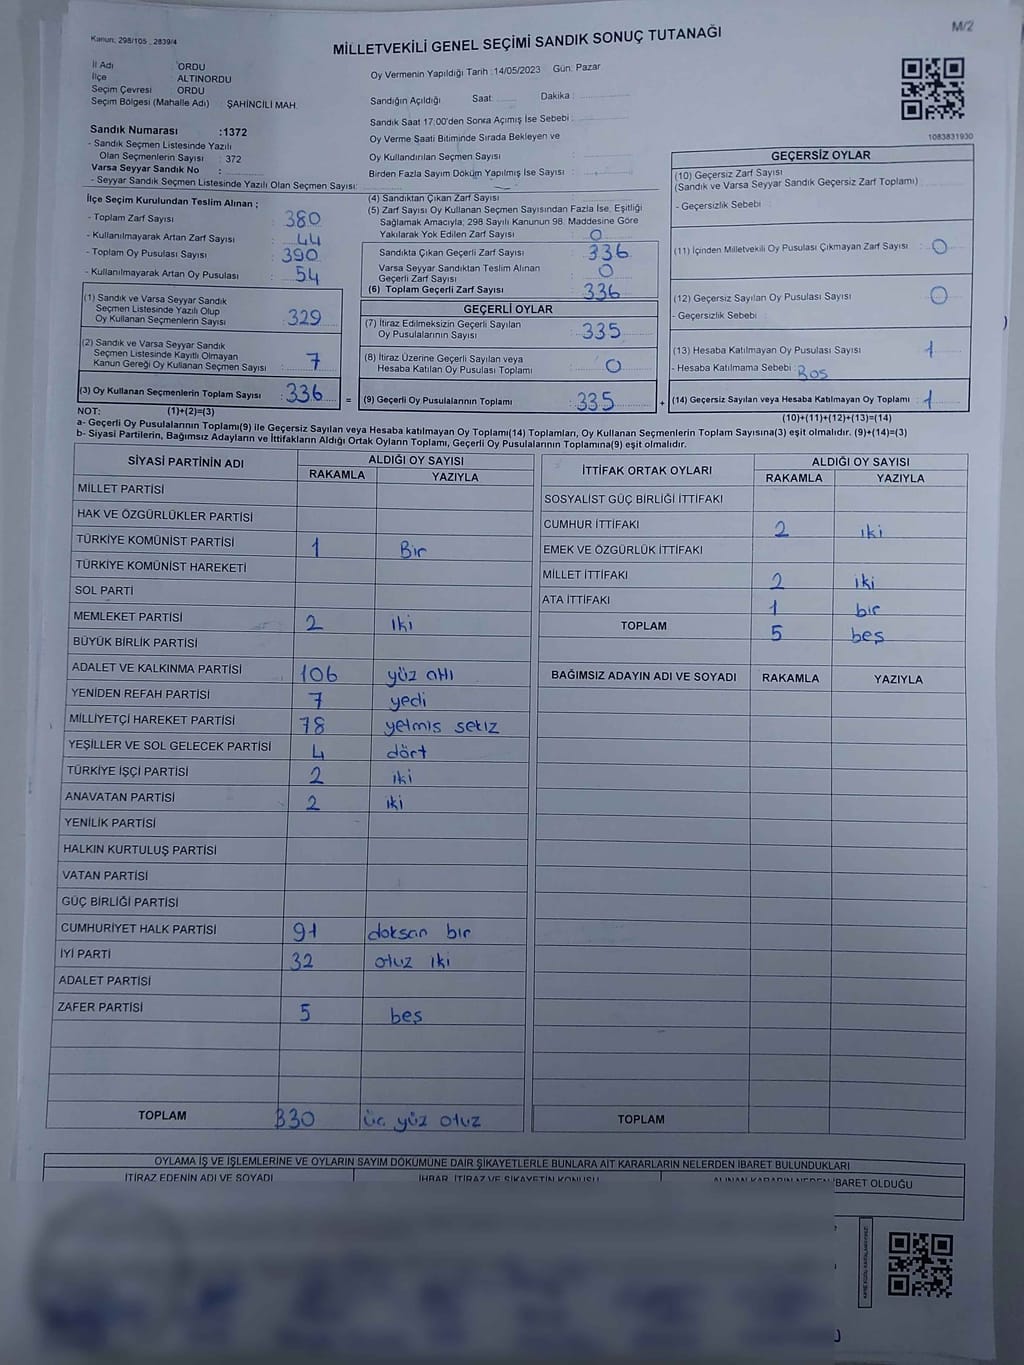 M/2
Kanun: 298/105 , 2839/4
MİLLETVEKİLİ GENEL SEÇİMİ SANDIK SONUÇ TUTANAĞI
İl Adı : ORDU
İlçe : ALTINORDU
Seçim Çevresi : ORDU
Seçim Bölgesi (Mahalle Adı) : ŞAHİNCİLİ MAH.
Oy Vermenin Yapıldığı Tarih :14/05/2023 Gün: Pazar
Sandığın Açıldığı Saat: Dakika :
Sandık Saat 17:00'den Sonra Açımış İse Sebebi :
Oy Verme Saati Bitiminde Sırada Bekleyen ve
Oy Kullandırılan Seçmen Sayısı :
Birden Fazla Sayım Döküm Yapılmış İse Sayısı :
1083831930
Sandık Numarası :1372
- Sandık Seçmen Listesinde Yazılı
Olan Seçmenlerin Sayısı : 372
Varsa Seyyar Sandık No :
- Seyyar Sandık Seçmen Listesinde Yazılı Olan Seçmen Sayısı:
İlçe Seçim Kurulundan Teslim Alınan ;
- Toplam Zarf Sayısı : 380
- Kullanılmayarak Artan Zarf Sayısı : 44
- Toplam Oy Pusulası Sayısı : 390
- Kullanılmayarak Artan Oy Pusulası : 54
(1) Sandık ve Varsa Seyyar Sandık
Seçmen Listesinde Yazılı Olup
Oy Kullanan Seçmenlerin Sayısı : 329
(2) Sandık ve Varsa Seyyar Sandık
Seçmen Listesinde Kayıtlı Olmayan
Kanun Gereği Oy Kullanan Seçmen Sayısı : 7
(3) Oy Kullanan Seçmenlerin Toplam Sayısı : 336
(4) Sandıktan Çıkan Zarf Sayısı :
(5) Zarf Sayısı Oy Kullanan Seçmen Sayısından Fazla İse, Eşitliği
Sağlamak Amacıyla; 298 Sayılı Kanunun 98. Maddesine Göre
Yakılarak Yok Edilen Zarf Sayısı : 0
Sandıkta Çıkan Geçerli Zarf Sayısı : 336
Varsa Seyyar Sandıktan Teslim Alınan
Geçerli Zarf Sayısı : 0
(6) Toplam Geçerli Zarf Sayısı : 336
GEÇERLİ OYLAR
(7) İtiraz Edilmeksizin Geçerli Sayılan
Oy Pusulalarının Sayısı : 335
(8) İtiraz Üzerine Geçerli Sayılan veya
Hesaba Katılan Oy Pusulası Toplamı : 0
= (9) Geçerli Oy Pusulalarının Toplamı : 335
GEÇERSİZ OYLAR
(10) Geçersiz Zarf Sayısı
(Sandık ve Varsa Seyyar Sandık Geçersiz Zarf Toplamı) :
- Geçersizlik Sebebi :
(11) İçinden Milletvekili Oy Pusulası Çıkmayan Zarf Sayısı : 0
(12) Geçersiz Sayılan Oy Pusulası Sayısı : 0
- Geçersizlik Sebebi :
(13) Hesaba Katılmayan Oy Pusulası Sayısı : 1
- Hesaba Katılmama Sebebi : Boş
+ (14) Geçersiz Sayılan veya Hesaba Katılmayan Oy Toplamı : 1
NOT: (1)+(2)=(3)
(10)+(11)+(12)+(13)=(14)
a- Geçerli Oy Pusulalarının Toplamı(9) ile Geçersiz Sayılan veya Hesaba katılmayan Oy Toplamı(14) Toplamları, Oy Kullanan Seçmenlerin Toplam Sayısına(3) eşit olmalıdır. (9)+(14)=(3)
b- Siyasi Partilerin, Bağımsız Adayların ve İttifakların Aldığı Ortak Oyların Toplamı, Geçerli Oy Pusulalarının Toplamına(9) eşit olmalıdır.
SİYASİ PARTİNİN ADI ALDIĞI OY SAYISI
RAKAMLA YAZIYLA
MİLLET PARTİSİ
HAK VE ÖZGÜRLÜKLER PARTİSİ
TÜRKİYE KOMÜNİST PARTİSİ 1 Bir
TÜRKİYE KOMÜNİST HAREKETİ
SOL PARTİ
MEMLEKET PARTİSİ 2 iki
BÜYÜK BİRLİK PARTİSİ
ADALET VE KALKINMA PARTİSİ 106 yüz altı
YENİDEN REFAH PARTİSİ 7 yedi
MİLLİYETÇİ HAREKET PARTİSİ 78 yetmiş sekiz
YEŞİLLER VE SOL GELECEK PARTİSİ 4 dört
TÜRKİYE İŞÇİ PARTİSİ 2 iki
ANAVATAN PARTİSİ 2 iki
YENİLİK PARTİSİ
HALKIN KURTULUŞ PARTİSİ
VATAN PARTİSİ
GÜÇ BİRLİĞİ PARTİSİ
CUMHURİYET HALK PARTİSİ 91 doksan bir
İYİ PARTİ 32 otuz iki
ADALET PARTİSİ
ZAFER PARTİSİ 5 beş
TOPLAM 330 üç yüz otuz
İTTİFAK ORTAK OYLARI ALDIĞI OY SAYISI
RAKAMLA YAZIYLA
SOSYALİST GÜÇ BİRLİĞİ İTTİFAKI
CUMHUR İTTİFAKI 2 iki
EMEK VE ÖZGÜRLÜK İTTİFAKI
MİLLET İTTİFAKI 2 iki
ATA İTTİFAKI 1 bir
TOPLAM 5 beş
BAĞIMSIZ ADAYIN ADI VE SOYADI RAKAMLA YAZIYLA
TOPLAM
OYLAMA İŞ VE İŞLEMLERİNE VE OYLARIN SAYIM DÖKÜMÜNE DAİR ŞİKAYETLERLE BUNLARA AİT KARARLARIN NELERDEN İBARET BULUNDUKLARI
İTİRAZ EDENİN ADI VE SOYADI İHBAR, İTİRAZ VE ŞİKAYETİN KONUSU ALINAN KARARIN NEDEN İBARET OLDUĞU